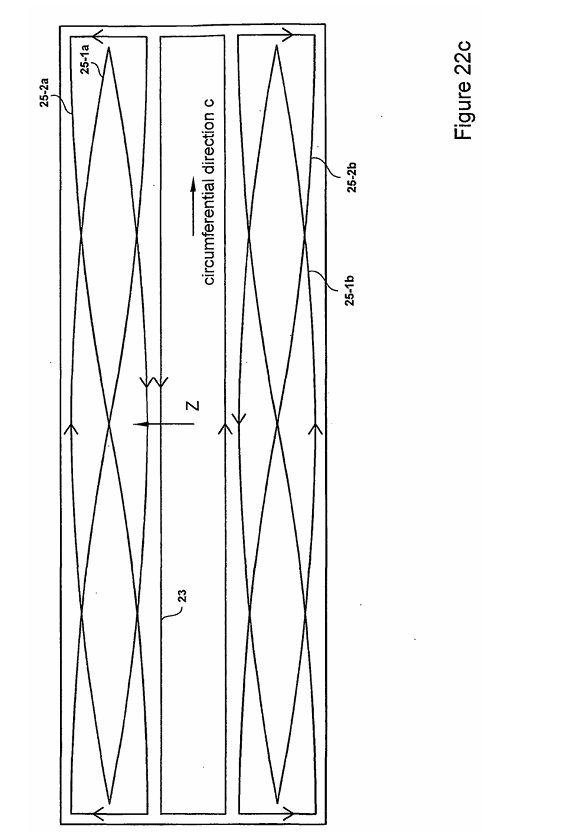 25-2a
25-1a
circumferential direction c
Z
23
25-2b
25-1b
Figure 22c